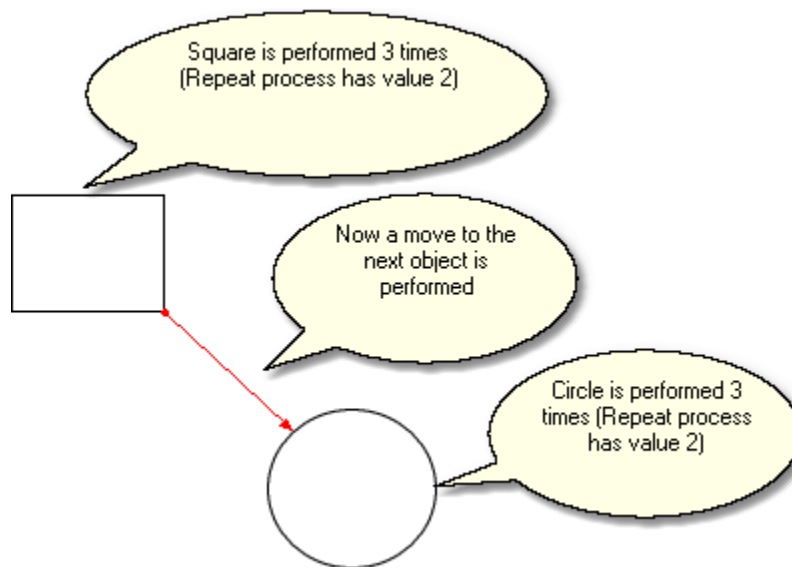 Square is performed 3 times
(Repeat process has value 2)
Now a move to the
next object is
performed
Circle is performed 3
times (Repeat process
has value 2)